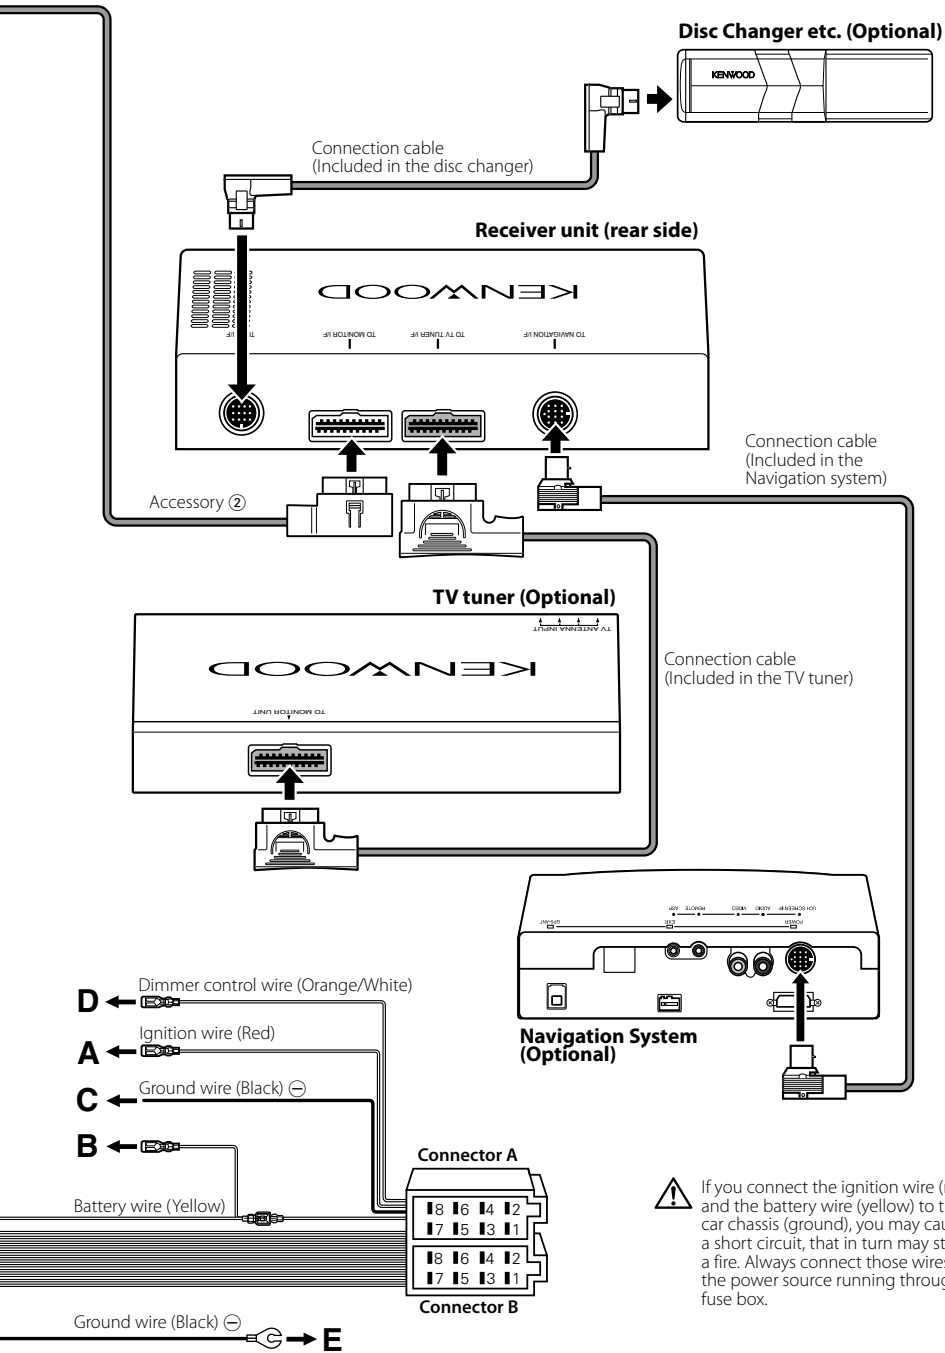 Disc Changer etc. (Optional)
KENWOOD
Connection cable
(Included in the disc changer)
Receiver unit (rear side)
KENWOOD
TO MONITOR I/F
TO TV TUNER I/F
TO NAVIGATION I/F
Connection cable
(Included in the
Navigation system)
Accessory ②
TV tuner (Optional)
TV ANTENNA INPUT
KENWOOD
TO MONITOR UNIT
Connection cable
(Included in the TV tuner)
REMOTE
VIDEO
AUDIO
GPS-ANT
POWER
Navigation System
(Optional)
D
Dimmer control wire (Orange/White)
A
Ignition wire (Red)
C
Ground wire (Black) ⊖
B
Battery wire (Yellow)
Connector A
8 6 4 2
7 5 3 1
8 6 4 2
7 5 3 1
Connector B
Ground wire (Black) ⊖
E
If you connect the ignition wire
and the battery wire (yellow) to
car chassis (ground), you may
a short circuit, that in turn may
a fire. Always connect those wires
the power source running
fuse box.